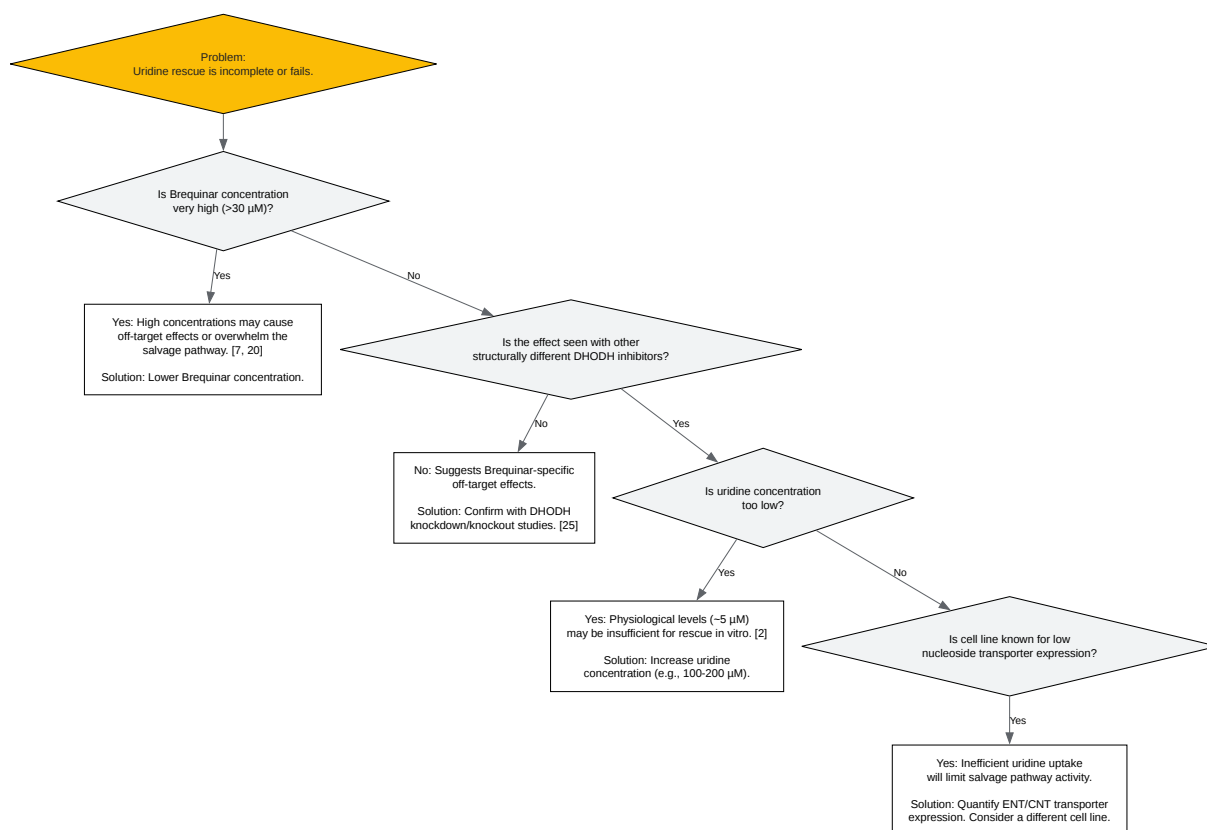 Problem:
Uridine rescue is incomplete or fails.
Is Brequinar concentration
very high (>30 µM)?
Yes
No
Yes: High concentrations may cause
off-target effects or overwhelm the
salvage pathway. [7, 20]
Solution: Lower Brequinar concentration.
Is the effect seen with other
structurally different DHODH inhibitors?
No
Yes
No: Suggests Brequinar-specific
off-target effects.
Solution: Confirm with DHODH
knockdown/knockout studies. [25]
Is uridine concentration
too low?
Yes
No
Yes: Physiological levels (~5 µM)
may be insufficient for rescue in vitro. [2]
Solution: Increase uridine
concentration (e.g., 100-200 µM).
Is cell line known for low
nucleoside transporter expression?
Yes
Yes: Inefficient uridine uptake
will limit salvage pathway activity.
Solution: Quantify ENT/CNT transporter
expression. Consider a different cell line.